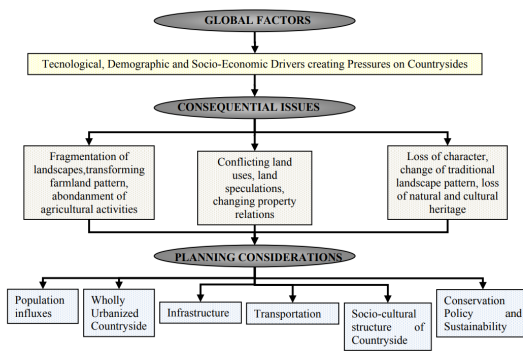 GLOBAL FACTORS
Tecnological, Demographic and Socio-Economic Drivers creating Pressures on Countrysides
CONSEQUENTIAL ISSUES
Fragmentation of
landscapes,transforming
farmland pattern,
abondanment of
agricultural activities
Conflicting land
uses, land
speculations,
changing property
relations
Loss of character,
change of traditional
landscape pattern, loss
of natural and cultural
heritage
PLANNING CONSIDERATIONS
Population
influxes
Wholly
Urbanized
Countryside
Infrastructure
Transportation
Socio-cultural
structure of
Countryside
Conservation
Policy and
Sustainability